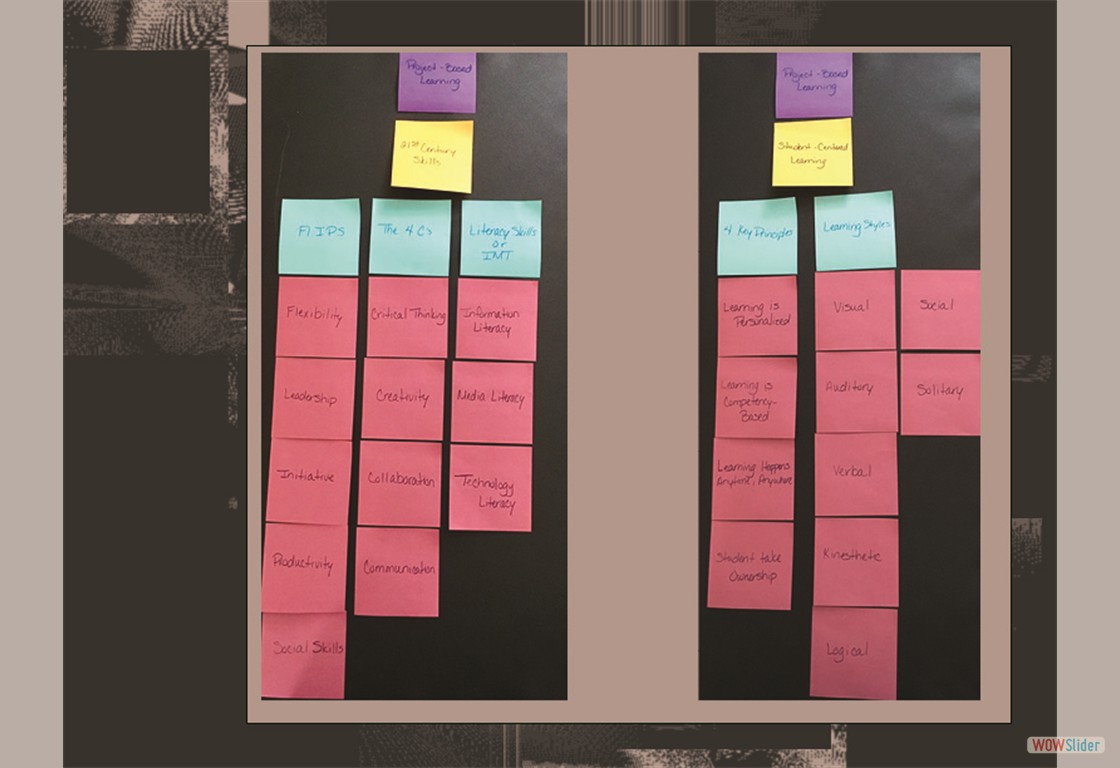 Project-Based
Learning
21st Century
Skills
FLIPS
The 4 C's
Literacy Skills
or
IMT
Flexibility
Leadership
Initiative
Productivity
Social Skills
Critical Thinking
Creativity
Collaboration
Communication
Information
Literacy
Media Literacy
Technology
Literacy
Project-Based
Learning
Student-Centered
Learning
4 Key Principles
Learning Styles
Learning is
Personalized
Learning is
Competency-
Based
Learning Happens
Anytime, Anywhere
Student take
Ownership
Visual
Auditory
Verbal
Kinesthetic
Logical
Social
Solitary
WOWSlider